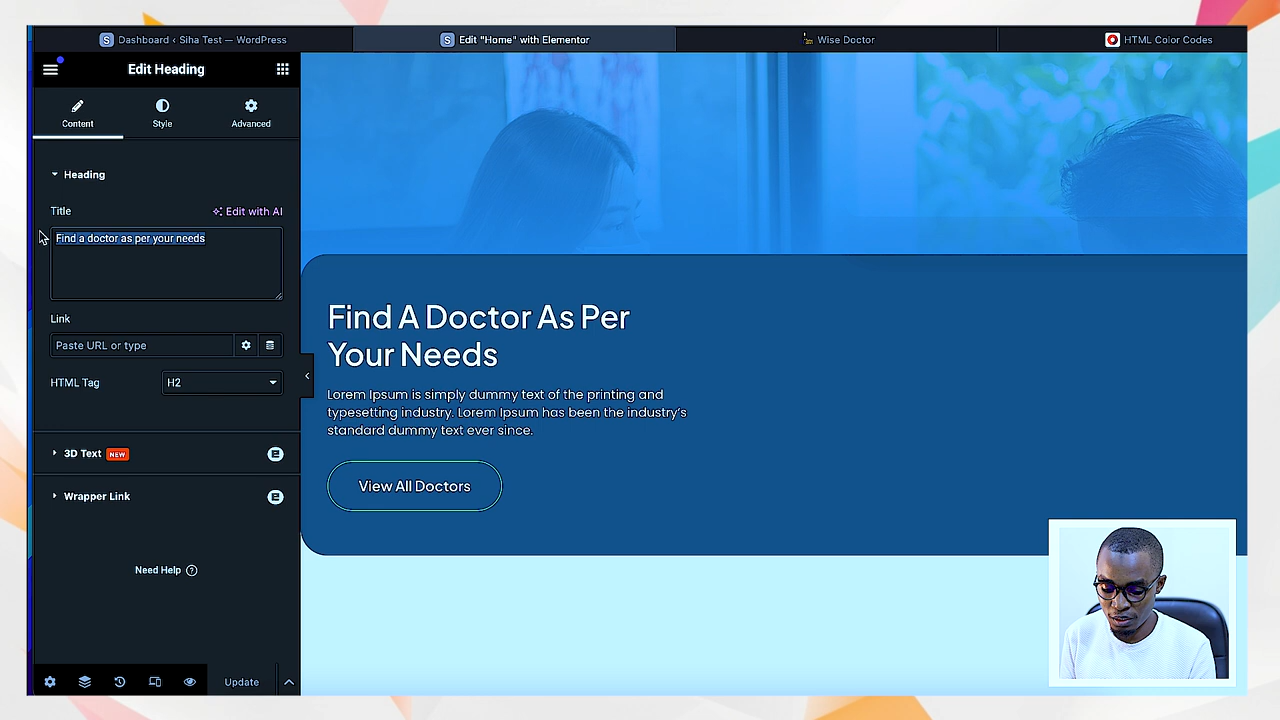 Dashboard ‹ Siha Test — WordPress
Edit "Home" with Elementor
Wise Doctor
HTML Color Codes
Edit Heading
Content
Style
Advanced
Heading
Title
Edit with AI
Find a doctor as per your needs
Link
Paste URL or type
HTML Tag
H2
3D Text NEW
Wrapper Link
Need Help ?
Update
Find A Doctor As Per
Your Needs
Lorem Ipsum is simply dummy text of the printing and
typesetting industry. Lorem Ipsum has been the industry's
standard dummy text ever since.
View All Doctors